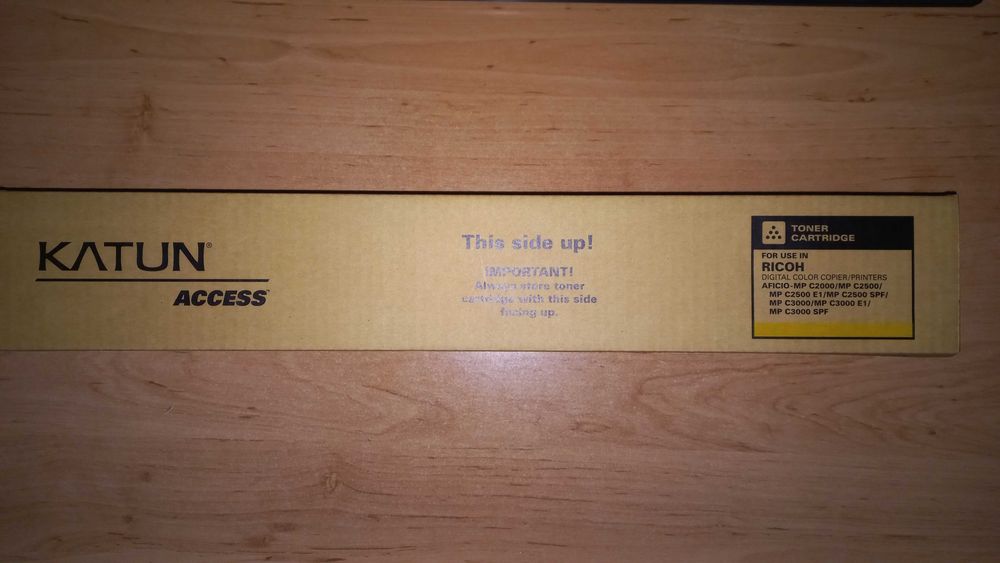 KATUN®
ACCESS™
This side up!
IMPORTANT!
Always store toner
cartridge with this side
facing up.
TONER
CARTRIDGE
FOR USE IN
RICOH
DIGITAL COLOR COPIER/PRINTERS
AFICIO-MP C2000/MP C2500/
MP C2500 E1/MP C2500 SPF/
MP C3000/MP C3000 E1/
MP C3000 SPF